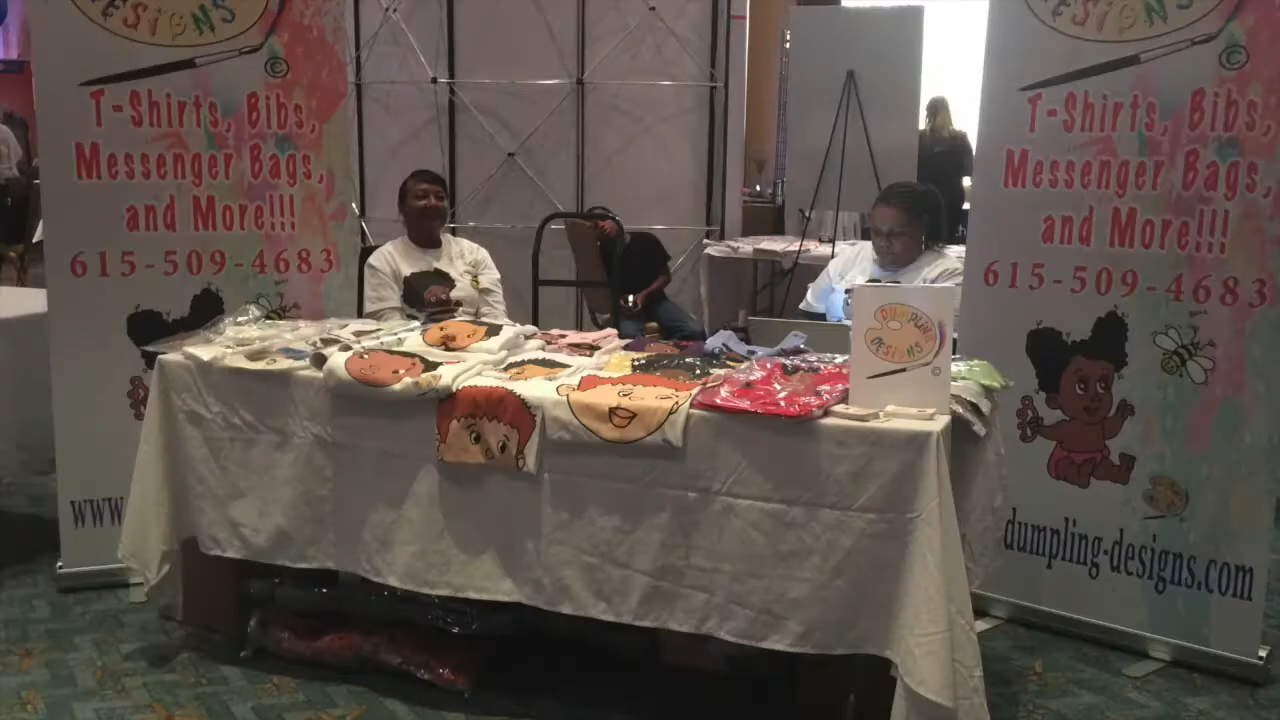 DESIGNS
©
T-Shirts, Bibs,
Messenger Bags,
and More!!!
615-509-4683
www.
DUMPLING
DESIGNS
©
DESIGNS
©
T-Shirts, Bibs,
Messenger Bags,
and More!!!
615-509-4683
dumpling-designs.com